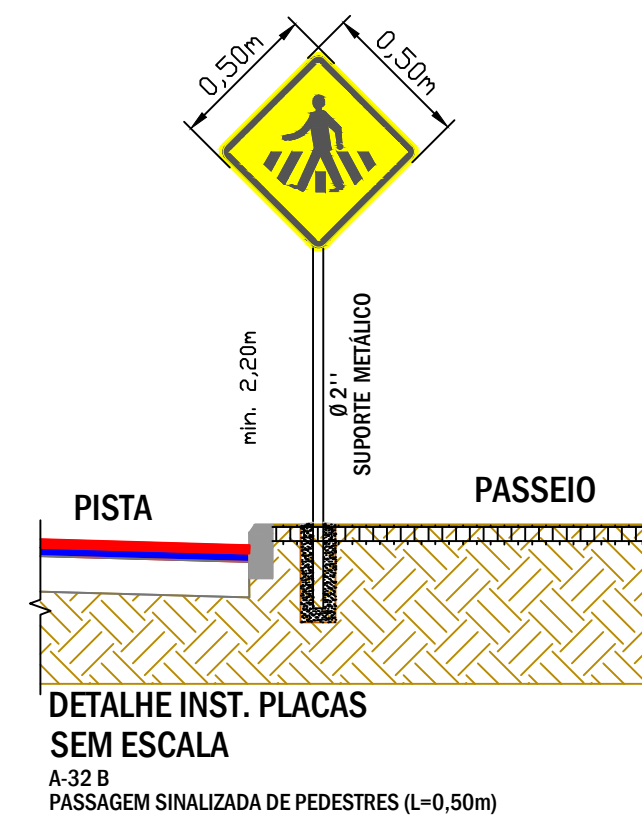 0,50m
0,50m
min. 2,20m
Ø 2''
SUPORTE METÁLICO
PISTA
PASSEIO
DETALHE INST. PLACAS
SEM ESCALA
A-32 B
PASSAGEM SINALIZADA DE PEDESTRES (L=0,50m)